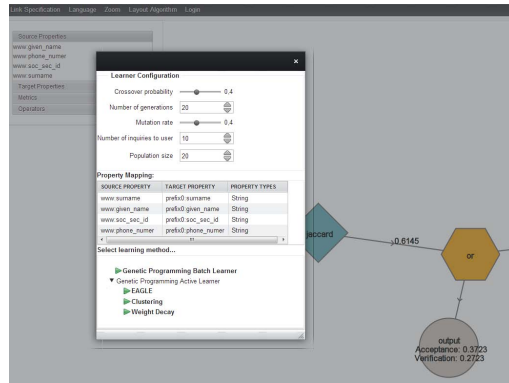 Link Specification Language Zoom Layout Algorithm Login
Source Properties
www:given_name
www:phone_numer
www:soc_sec_id
www:surname
Target Properties
Metrics
Operators
×
Learner Configuration
Crossover probability 0.4
Number of generations 20
Mutation rate 0.4
Number of inquiries to user 10
Population size 20
Property Mapping:
SOURCE PROPERTY TARGET PROPERTY PROPERTY TYPES
www:surname prefix0:surname String
www:given_name prefix0:given_name String
www:soc_sec_id prefix0:soc_sec_id String
www:phone_numer prefix0:phone_numer String
Select learning method...
Genetic Programming Batch Learner
Genetic Programming Active Learner
EAGLE
Clustering
Weight Decay
jaccard
0.6145
or
output
Acceptance: 0.3723
Verification: 0.2723